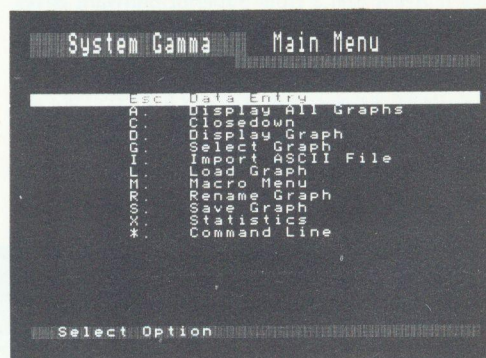 System Gamma Main Menu
Esc. Data Entry
A. Display All Graphs
C. Closedown
D. Display Graph
G. Select Graph
I. Import ASCII File
L. Load Graph
M. Macro Menu
R. Rename Graph
S. Save Graph
X. Statistics
*. Command Line
Select Option